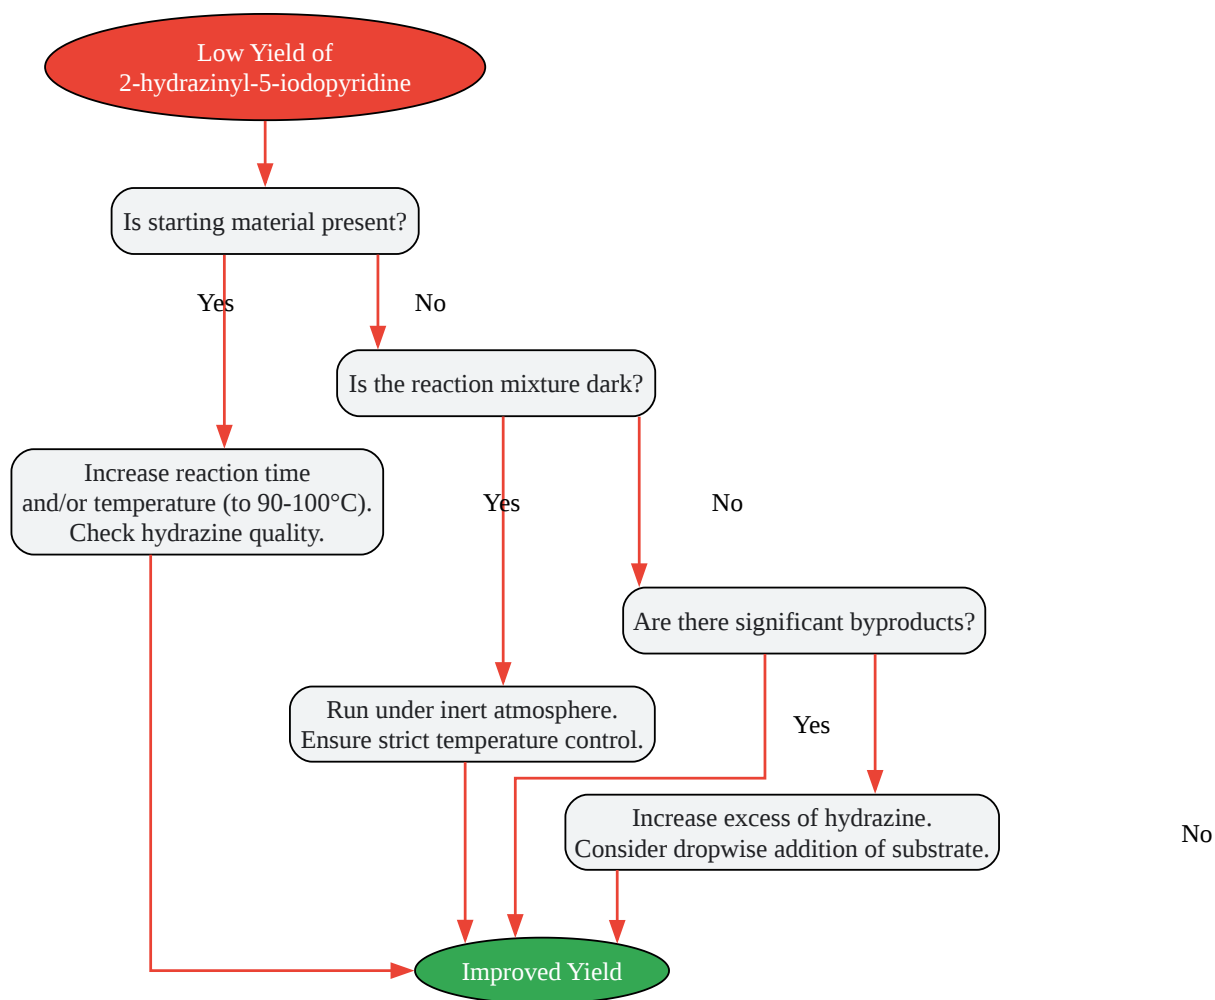 Low Yield of
2-hydrazinyl-5-iodopyridine
Is starting material present?
Yes
No
Is the reaction mixture dark?
Increase reaction time
and/or temperature (to 90-100°C).
Check hydrazine quality.
Yes
No
Are there significant byproducts?
Run under inert atmosphere.
Ensure strict temperature control.
Yes
Increase excess of hydrazine.
Consider dropwise addition of substrate.
No
Improved Yield